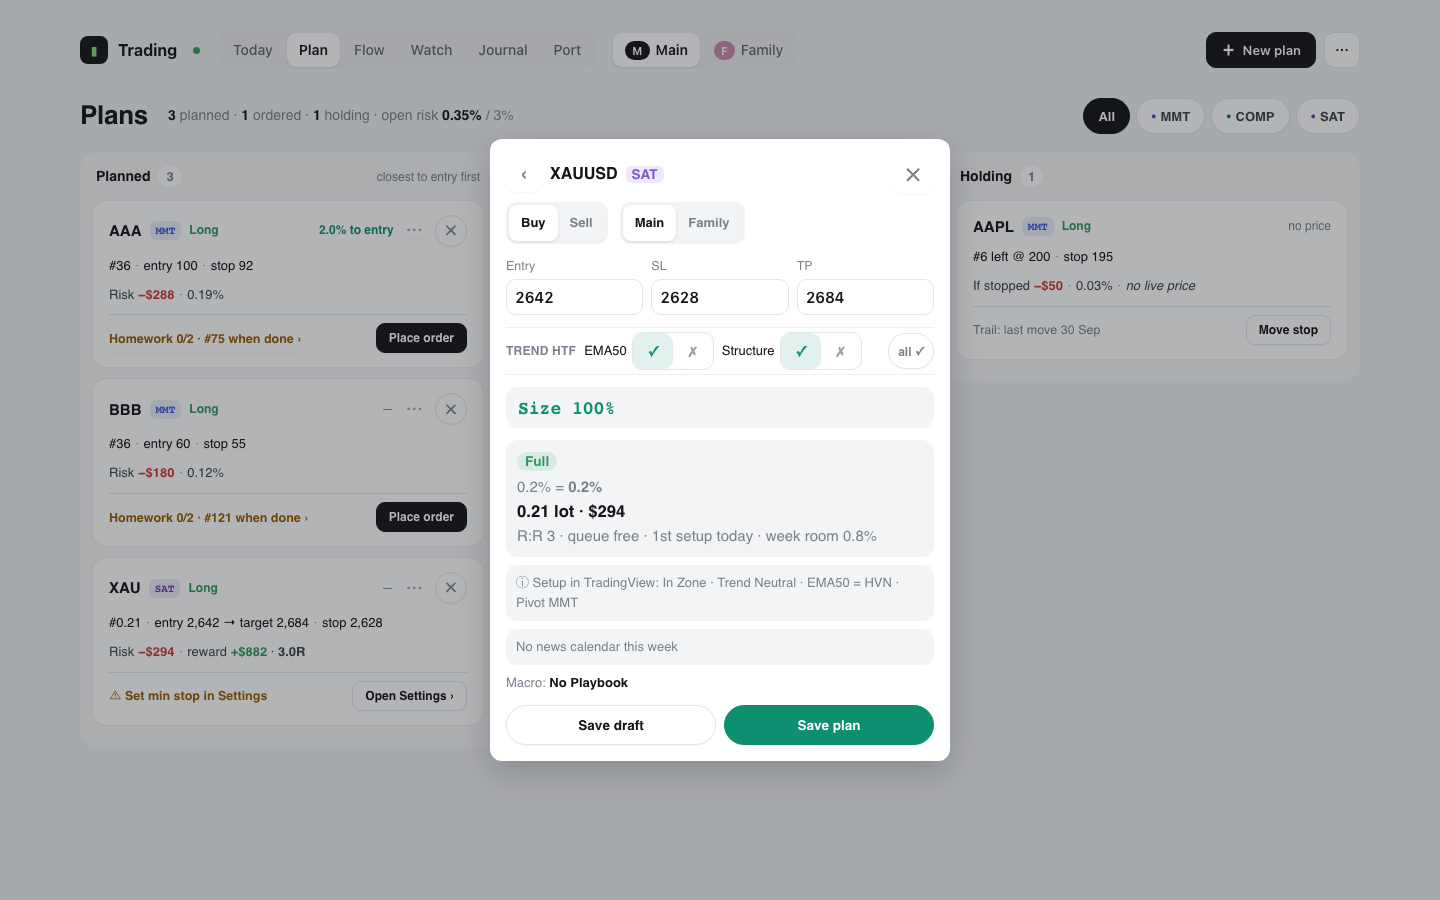 Trading Today Plan Flow Watch Journal Port M Main F Family + New plan ···
Plans 3 planned · 1 ordered · 1 holding · open risk 0.35% / 3% All • MMT • COMP • SAT
Planned 3 closest to entry first
AAA MMT Long 2.0% to entry ··· ✕
#36 · entry 100 · stop 92
Risk –$288 · 0.19%
Homework 0/2 · #75 when done › Place order
BBB MMT Long – ··· ✕
#36 · entry 60 · stop 55
Risk –$180 · 0.12%
Homework 0/2 · #121 when done › Place order
XAU SAT Long – ··· ✕
#0.21 · entry 2,642 → target 2,684 · stop 2,628
Risk –$294 · reward +$882 · 3.0R
⚠ Set min stop in Settings Open Settings ›
‹ XAUUSD SAT ✕
Buy Sell Main Family
Entry SL TP
2642 2628 2684
TREND HTF EMA50 ✓ ✗ Structure ✓ ✗ all ✓
Size 100%
Full
0.2% = 0.2%
0.21 lot · $294
R:R 3 · queue free · 1st setup today · week room 0.8%
ⓘ Setup in TradingView: In Zone · Trend Neutral · EMA50 = HVN ·
Pivot MMT
No news calendar this week
Macro: No Playbook
Save draft Save plan
Holding 1
AAPL MMT Long no price
#6 left @ 200 · stop 195
If stopped –$50 · 0.03% · no live price
Trail: last move 30 Sep Move stop